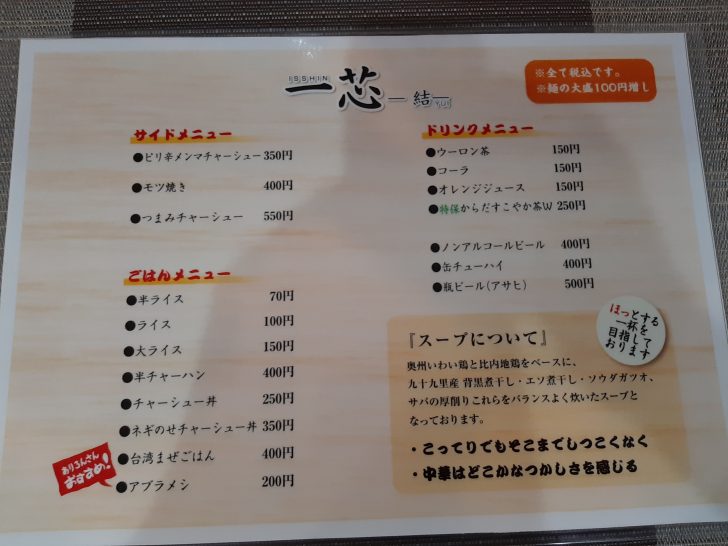 ISSHIN
一芯 ― 結 ―
YUI
※全て税込です。
※麺の大盛100円増し
サイドメニュー
●ピリ辛メンマチャーシュー 350円
●モツ焼き 400円
●つまみチャーシュー 550円
ごはんメニュー
●半ライス 70円
●ライス 100円
●大ライス 150円
●半チャーハン 400円
●チャーシュー丼 250円
●ネギのせチャーシュー丼 350円
●台湾まぜごはん 400円
●アブラメシ 200円
ありろんさん
おすすめ!
ドリンクメニュー
●ウーロン茶 150円
●コーラ 150円
●オレンジジュース 150円
●特保からだすこやか茶W 250円
●ノンアルコールビール 400円
●缶チューハイ 400円
●瓶ビール(アサヒ) 500円
ほっとする
一杯を
目指して
おります
『スープについて』
奥州いわい鶏と比内地鶏をベースに、
九十九里産 背黒煮干し・エソ煮干し・ソウダガツオ、
サバの厚削りこれらをバランスよく炊いたスープと
なっております。
・こってりでもそこまでしつこくなく
・中華はどこかなつかしさを感じる